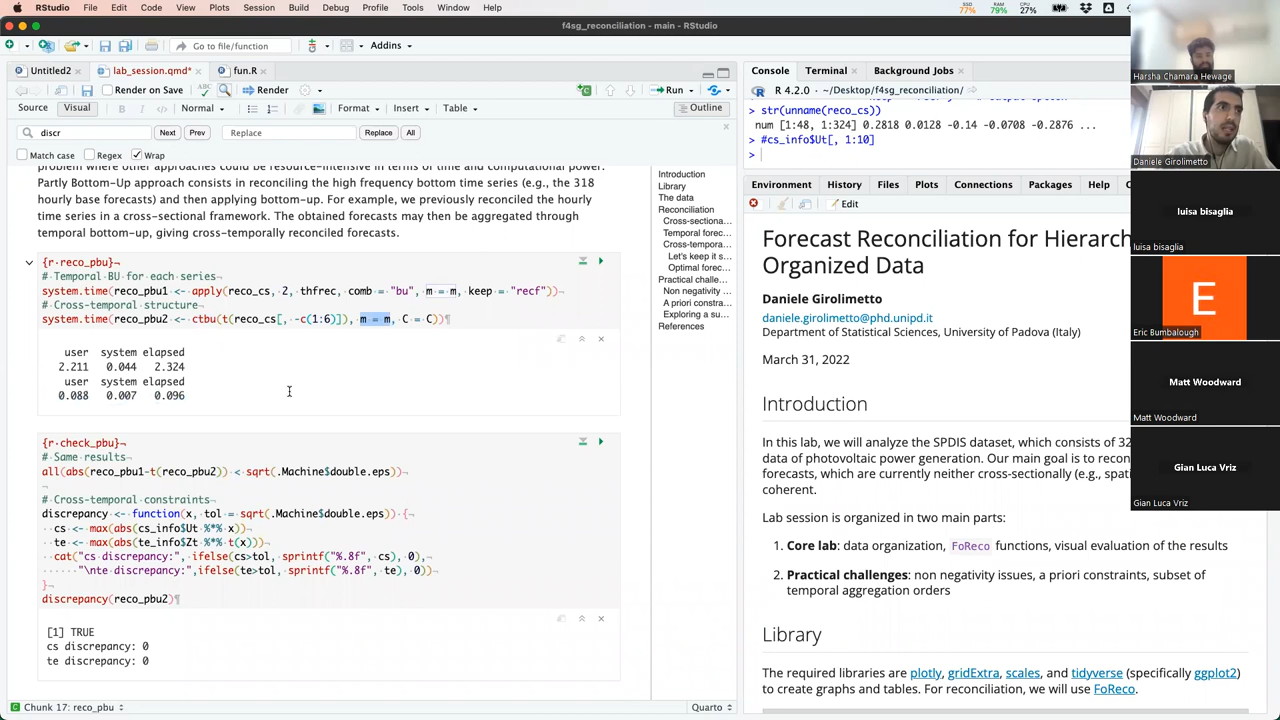 RStudio File Edit Code View Plots Session Build Debug Profile Tools Window Help
SSD 77% RAM 79% CPU 27%
f4sg_reconciliation - main - RStudio
Go to file/function Addins
Untitled2 lab_session.qmd* fun.R
Render on Save Render Run
Source Visual Normal Format Insert Table Outline
discr Next Prev Replace Replace All
Match case Regex Wrap
problem where other approaches could be resource-intensive in terms of time and computational power.
Partly Bottom-Up approach consists in reconciling the high frequency bottom time series (e.g., the 318
hourly base forecasts) and then applying bottom-up. For example, we previously reconciled the hourly
time series in a cross-sectional framework. The obtained forecasts may then be aggregated through
temporal bottom-up, giving cross-temporally reconciled forecasts.
{r·reco_pbu}¬
#·Temporal·BU·for·each·series¬
system.time(reco_pbu1·<-·apply(reco_cs,·2,·thfrec,·comb·=·"bu",·m·=·m,·keep·=·"recf"))¬
#·Cross-temporal·structure¬
system.time(reco_pbu2·<-·ctbu(t(reco_cs[,·-c(1:6)]),·m·=·m,·C·=·C))¶
user system elapsed
2.211 0.044 2.324
user system elapsed
0.088 0.007 0.096
{r·check_pbu}¬
#·Same·results¬
all(abs(reco_pbu1-t(reco_pbu2))·<·sqrt(.Machine$double.eps))¬
¬
#·Cross-temporal·constraints¬
discrepancy·<-·function(x,·tol·=·sqrt(.Machine$double.eps))·{¬
cs·<-·max(abs(cs_info$Ut·%*%·x))¬
te·<-·max(abs(te_info$Zt·%*%·t(x)))¬
cat("cs·discrepancy:",·ifelse(cs>tol,·sprintf("%.8f",·cs),·0),¬
"\nte·discrepancy:",ifelse(te>tol,·sprintf("%.8f",·te),·0))¬
}¬
discrepancy(reco_pbu2)¶
[1] TRUE
cs discrepancy: 0
te discrepancy: 0
Chunk 17: reco_pbu Quarto
Introduction
Library
The data
Reconciliation
Cross-sectiona...
Temporal forec...
Cross-tempora...
Let's keep it s...
Optimal forec...
Practical challe...
Non negativity ...
A priori constra...
Exploring a su...
References
Console Terminal Background Jobs
R 4.2.0 · ~/Desktop/f4sg_reconciliation/
> str(unname(reco_cs))
num [1:48, 1:324] 0.2818 0.0128 -0.14 -0.0708 -0.2876 ...
> #cs_info$Ut[, 1:10]
>
Environment History Files Plots Connections Packages Help
Edit
Forecast Reconciliation for Hierarch
Organized Data
Daniele Girolimetto
daniele.girolimetto@phd.unipd.it
Department of Statistical Sciences, University of Padova (Italy)
March 31, 2022
Introduction
In this lab, we will analyze the SPDIS dataset, which consists of 32
data of photovoltaic power generation. Our main goal is to recon
forecasts, which are currently neither cross-sectionally (e.g., spati
coherent.
Lab session is organized in two main parts:
1. Core lab: data organization, FoReco functions, visual evaluation of the results
2. Practical challenges: non negativity issues, a priori constraints, subset of
temporal aggregation orders
Library
The required libraries are plotly, gridExtra, scales, and tidyverse (specifically ggplot2)
to create graphs and tables. For reconciliation, we will use FoReco.
Harsha Chamara Hewage
Daniele Girolimetto
luisa bisaglia
luisa bisaglia
E
Eric Bumbalough
Matt Woodward
Matt Woodward
Gian Luca Vriz
Gian Luca Vriz